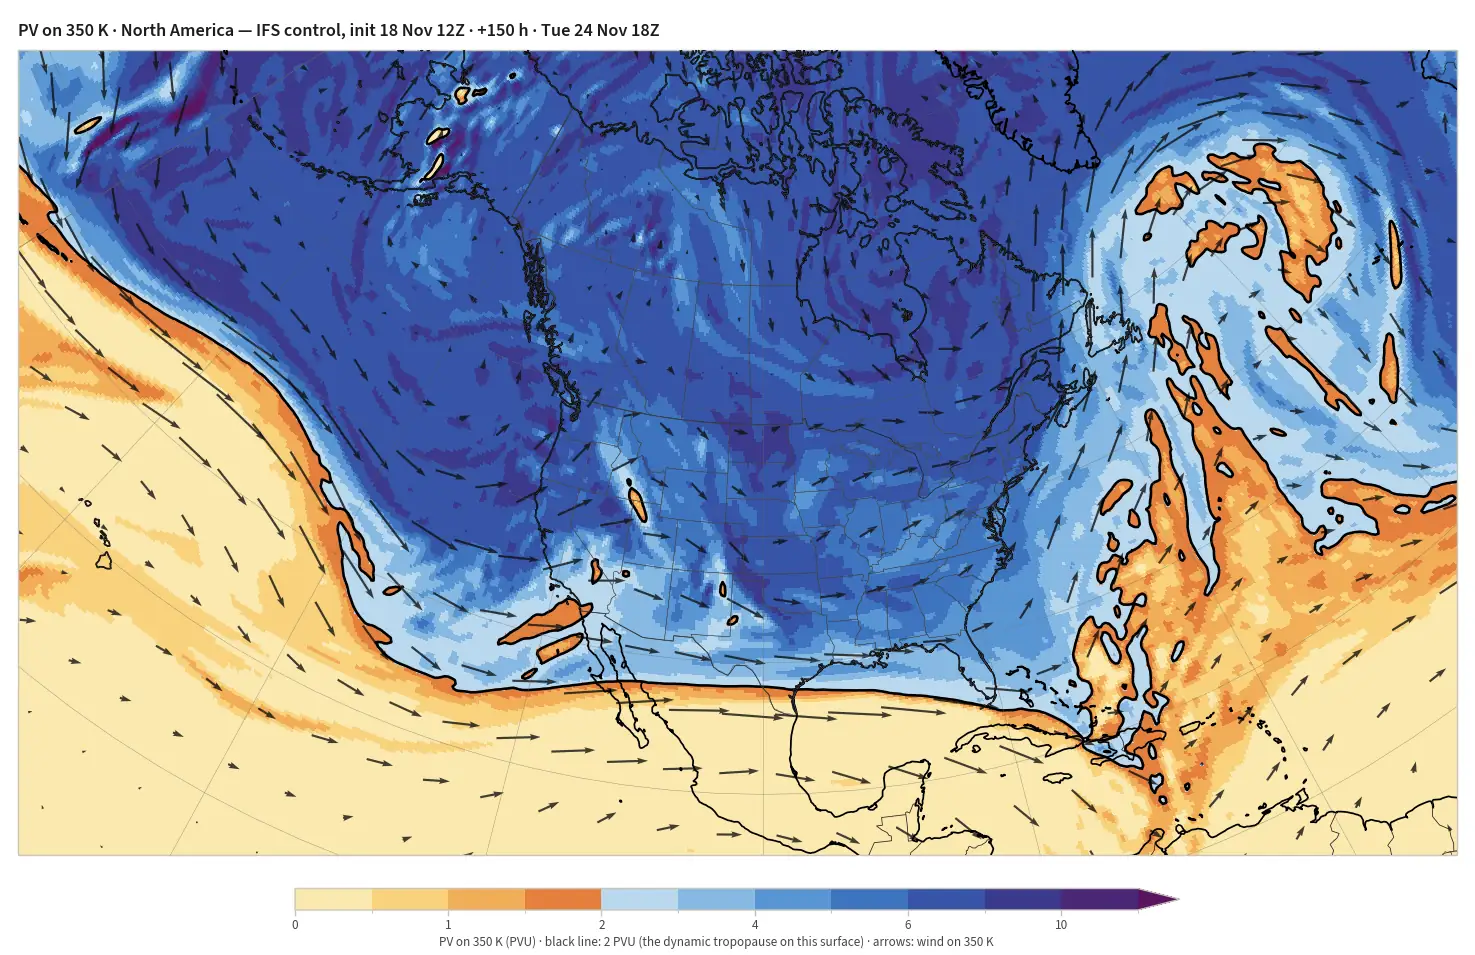 PV on 350 K · North America — IFS control, init 18 Nov 12Z · +150 h · Tue 24 Nov 18Z
0 1 2 4 6 8 10
PV on 350 K (PVU) · black line: 2 PVU (the dynamic tropopause on this surface) · arrows: wind on 350 K